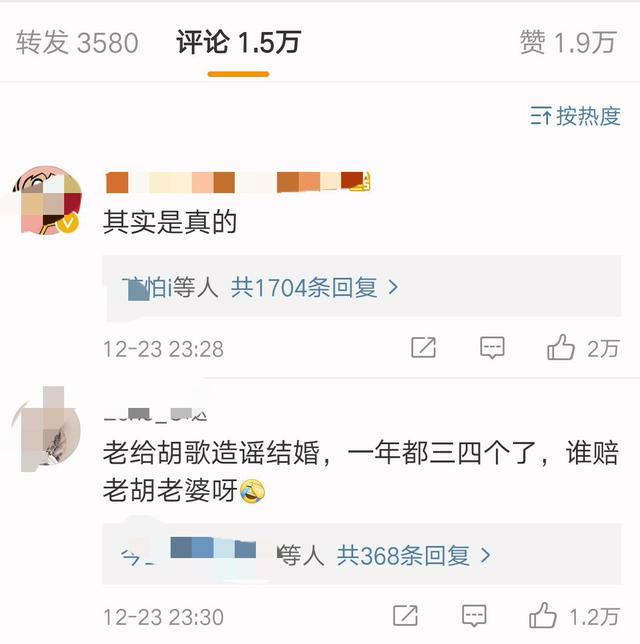 转发 3580 评论 1.5万 赞 1.9万
按热度
其实是真的
怕i等人 共1704条回复 >
12-23 23:28 2万
老给胡歌造谣结婚，一年都三四个了，谁赔
老胡老婆呀🤣
等人 共368条回复 >
12-23 23:30 1.2万